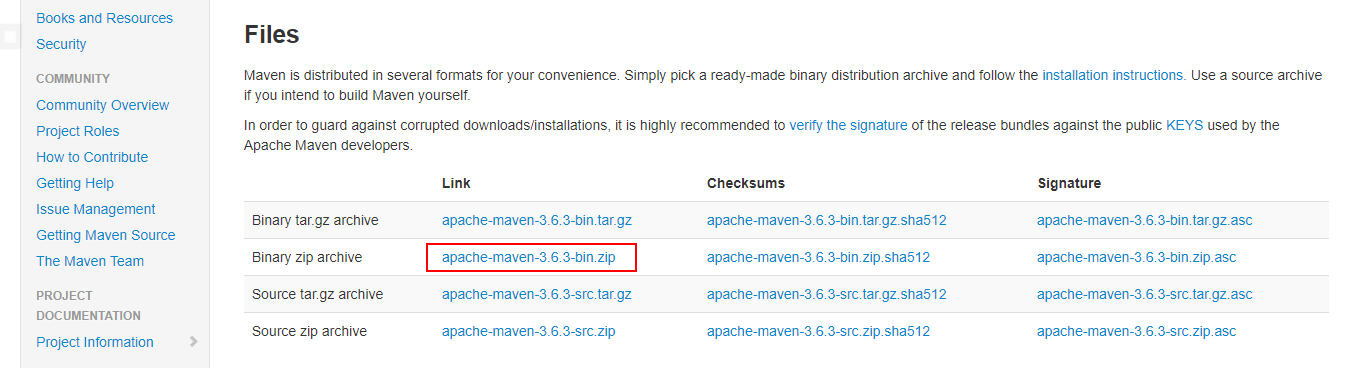 Books and Resources
Security
COMMUNITY
Community Overview
Project Roles
How to Contribute
Getting Help
Issue Management
Getting Maven Source
The Maven Team
PROJECT
DOCUMENTATION
Project Information
Files
Maven is distributed in several formats for your convenience. Simply pick a ready-made binary distribution archive and follow the installation instructions. Use a source archive
if you intend to build Maven yourself.
In order to guard against corrupted downloads/installations, it is highly recommended to verify the signature of the release bundles against the public KEYS used by the
Apache Maven developers.
Link Checksums Signature
Binary tar.gz archive apache-maven-3.6.3-bin.tar.gz apache-maven-3.6.3-bin.tar.gz.sha512 apache-maven-3.6.3-bin.tar.gz.asc
Binary zip archive apache-maven-3.6.3-bin.zip apache-maven-3.6.3-bin.zip.sha512 apache-maven-3.6.3-bin.zip.asc
Source tar.gz archive apache-maven-3.6.3-src.tar.gz apache-maven-3.6.3-src.tar.gz.sha512 apache-maven-3.6.3-src.tar.gz.asc
Source zip archive apache-maven-3.6.3-src.zip apache-maven-3.6.3-src.zip.sha512 apache-maven-3.6.3-src.zip.asc